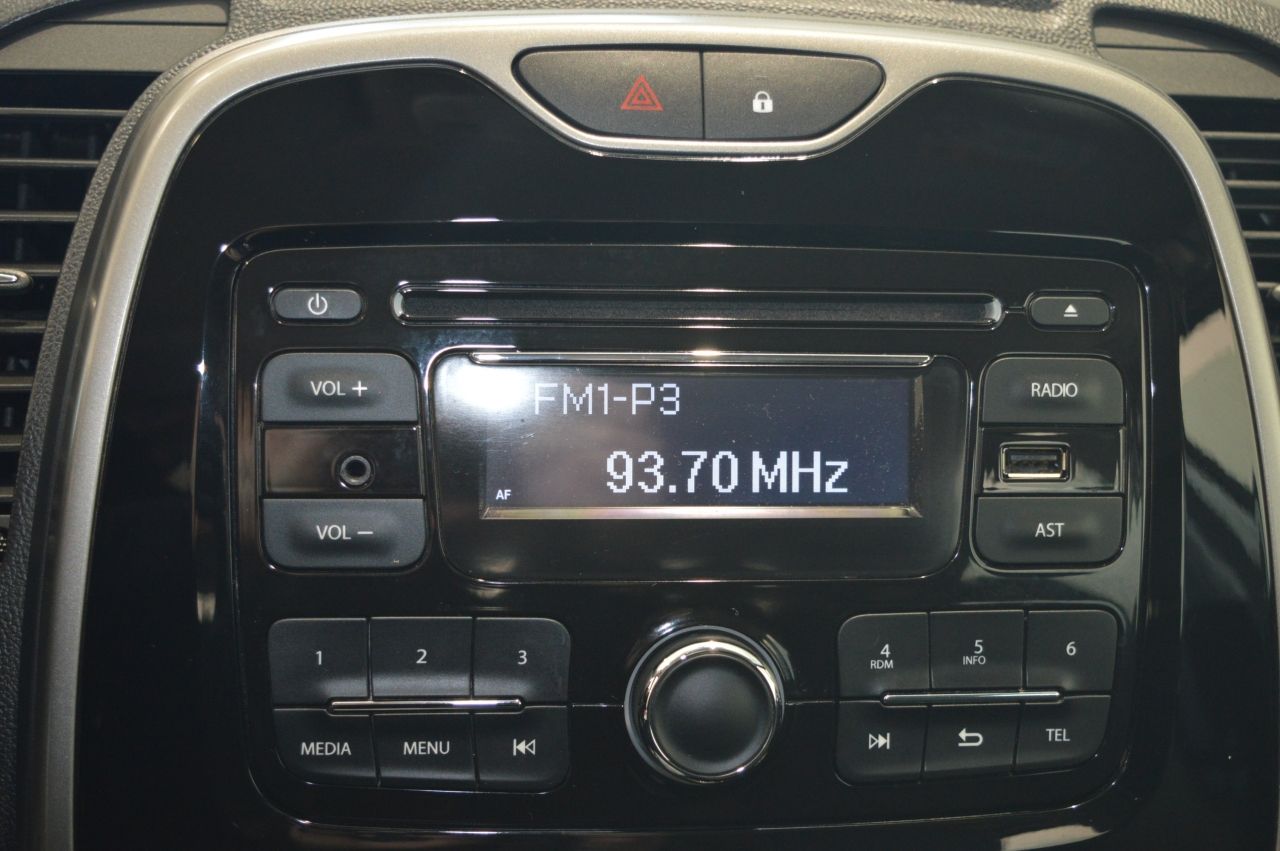 VOL +
FM1-P3
RADIO
93.70 MHz
AF
VOL –
AST
1 2 3
4 RDM
5 INFO
6
MEDIA MENU
TEL